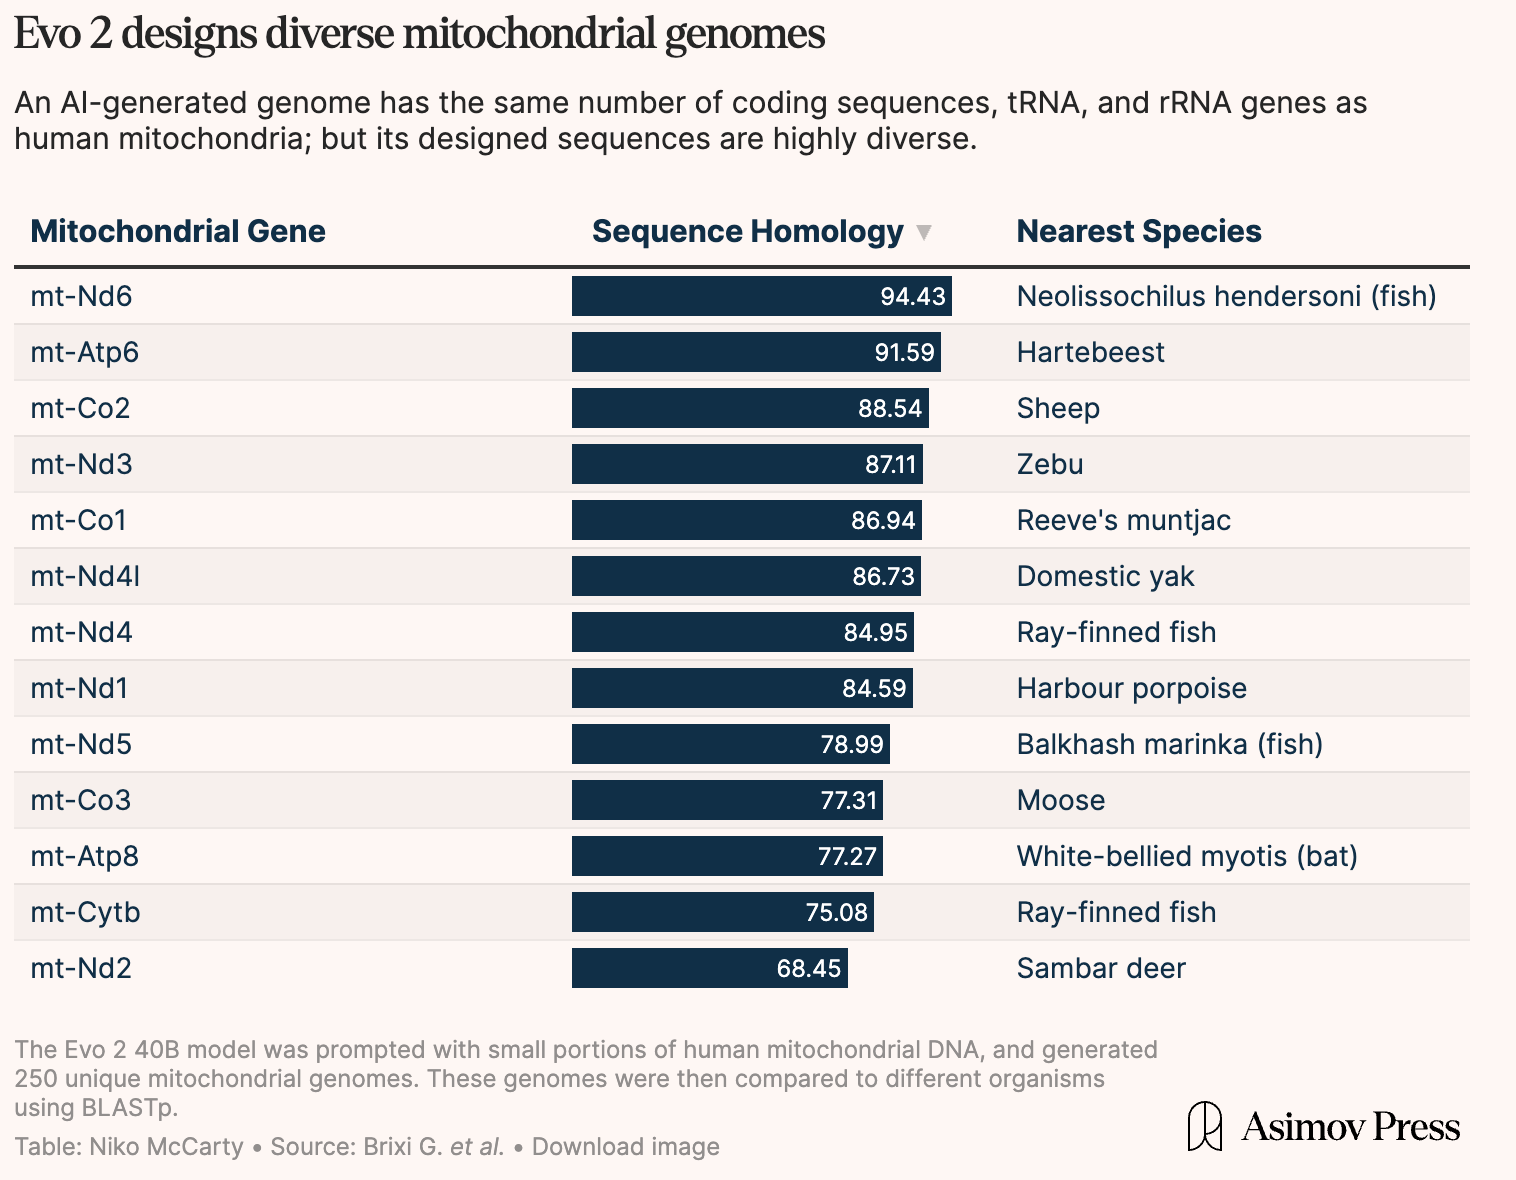 Evo 2 designs diverse mitochondrial genomes
An AI-generated genome has the same number of coding sequences, tRNA, and rRNA genes as
human mitochondria; but its designed sequences are highly diverse.
Mitochondrial Gene Sequence Homology ▼ Nearest Species
mt-Nd6 94.43 Neolissochilus hendersoni (fish)
mt-Atp6 91.59 Hartebeest
mt-Co2 88.54 Sheep
mt-Nd3 87.11 Zebu
mt-Co1 86.94 Reeve's muntjac
mt-Nd4l 86.73 Domestic yak
mt-Nd4 84.95 Ray-finned fish
mt-Nd1 84.59 Harbour porpoise
mt-Nd5 78.99 Balkhash marinka (fish)
mt-Co3 77.31 Moose
mt-Atp8 77.27 White-bellied myotis (bat)
mt-Cytb 75.08 Ray-finned fish
mt-Nd2 68.45 Sambar deer
The Evo 2 40B model was prompted with small portions of human mitochondrial DNA, and generated
250 unique mitochondrial genomes. These genomes were then compared to different organisms
using BLASTp.
Table: Niko McCarty • Source: Brixi G. et al. • Download image
Asimov Press